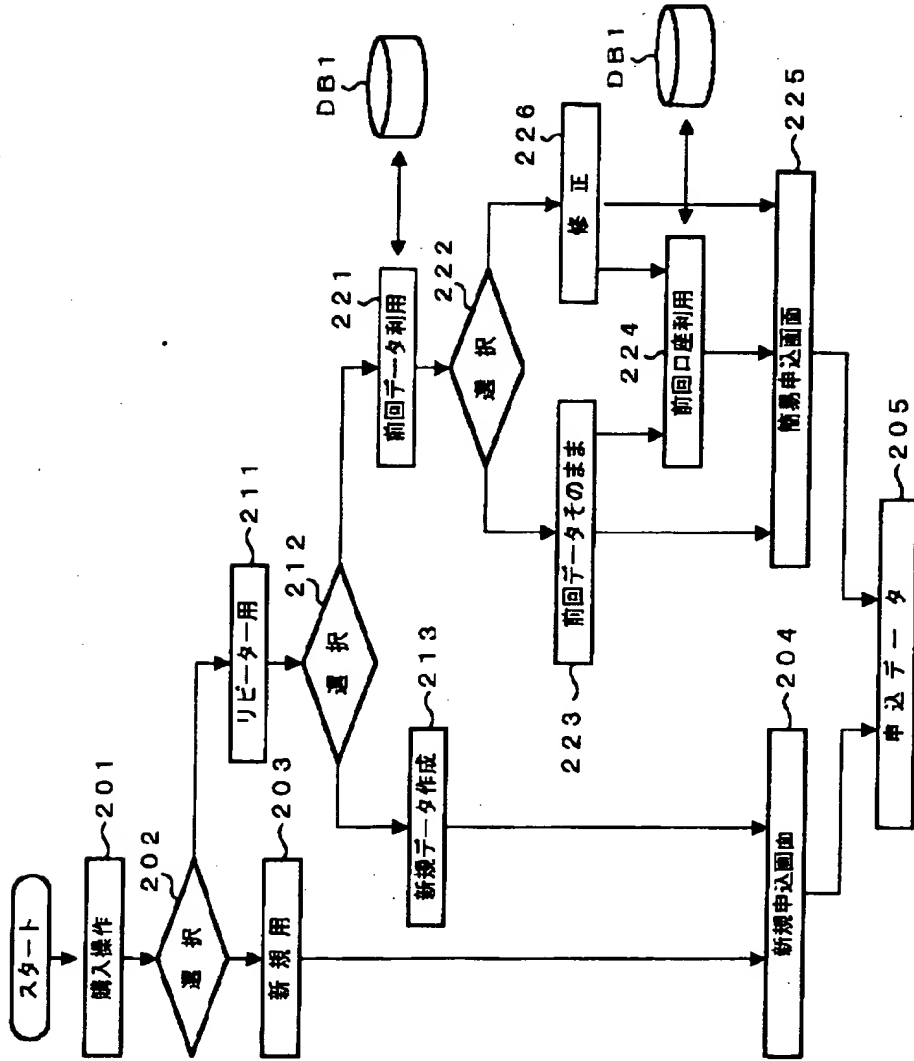 スタート
購入操作
201
選択
202
新規用
203
リピーター用
211
選択
212
新規データ作成
213
前回データ利用
221
DB1
選択
222
前回データそのまま
223
修正
226
前回口座利用
224
DB1
新規申込画面
204
簡易申込画面
225
申込データ
205